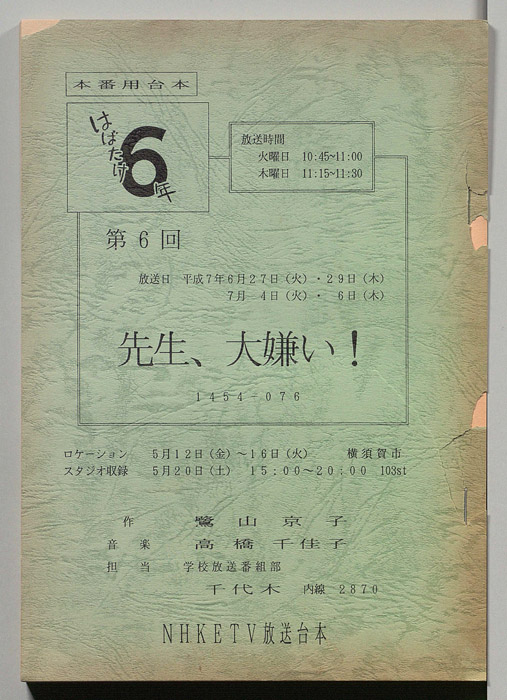 本番用台本
はばたけ6年
放送時間
火曜日 10:45~11:00
木曜日 11:15~11:30
第6回
放送日 平成7年6月27日(火)・29日(木)
7月 4日(火)・ 6日(木)
先生、大嫌い!
1454-076
ロケーション 5月12日(金)~16日(火) 横須賀市
スタジオ収録 5月20日(土) 15:00~20:00 103st
作 鷺山京子
音楽 高橋千佳子
担当 学校放送番組部
千代木 内線 2870
NHKETV放送台本